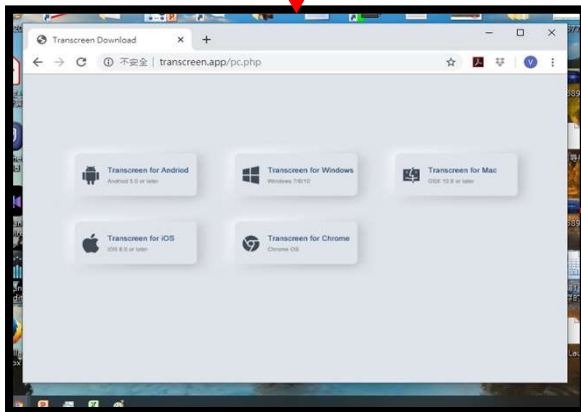 Transcreen Download
不安全 | transcreen.app/pc.php
V
Transcreen for Andriod
Android 5.0 or later
Transcreen for Windows
Windows 7/8/10
Transcreen for Mac
OSX 10.8 or later
Transcreen for iOS
iOS 8.0 or later
Transcreen for Chrome
Chrome OS